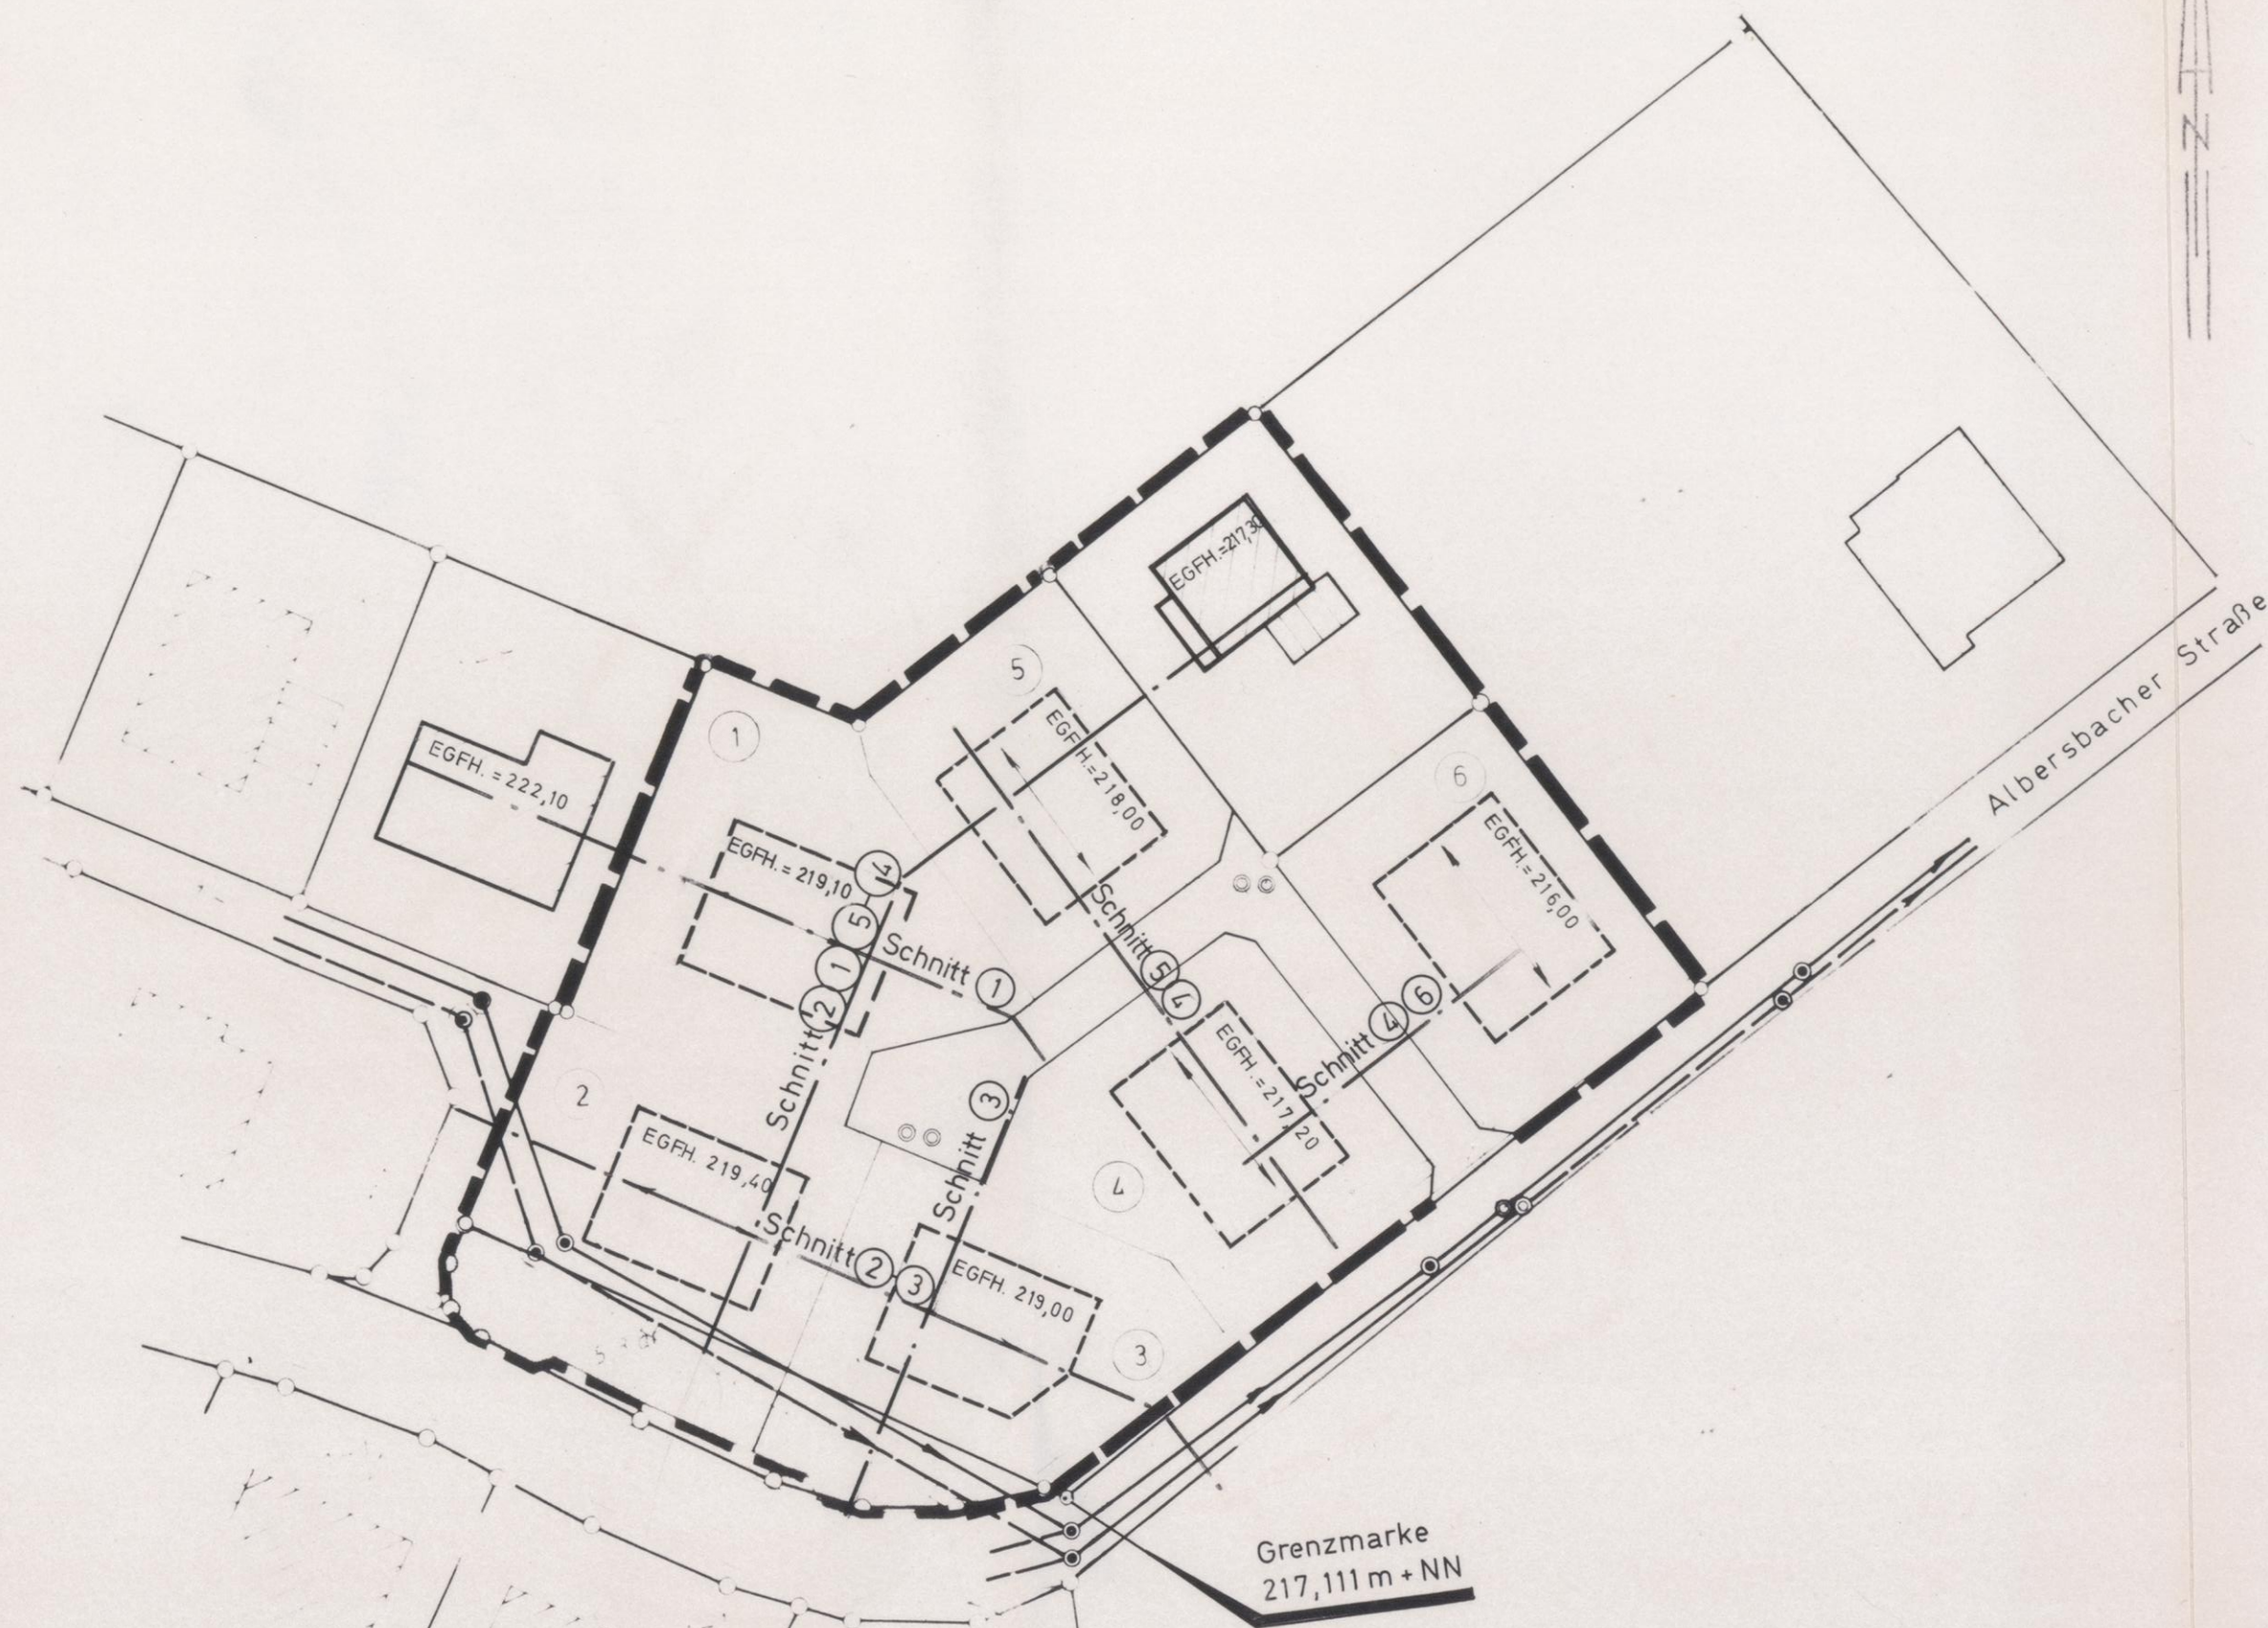 N
EGFH.=217,30
5
EGFH.=218,00
1
6
EGFH. = 222,10
EGFH.=216,00
Albersbacher Straße
EGFH. = 219,10
1
5
Schnitt 1
1
2
Schnitt
Schnitt 5
4
Schnitt 4 6
2
EGFH. = 217,20
3
Schnitt
EGFH. 219,40
4
Schnitt 2 3
EGFH. 219,00
3
Grenzmarke
217,111 m + NN